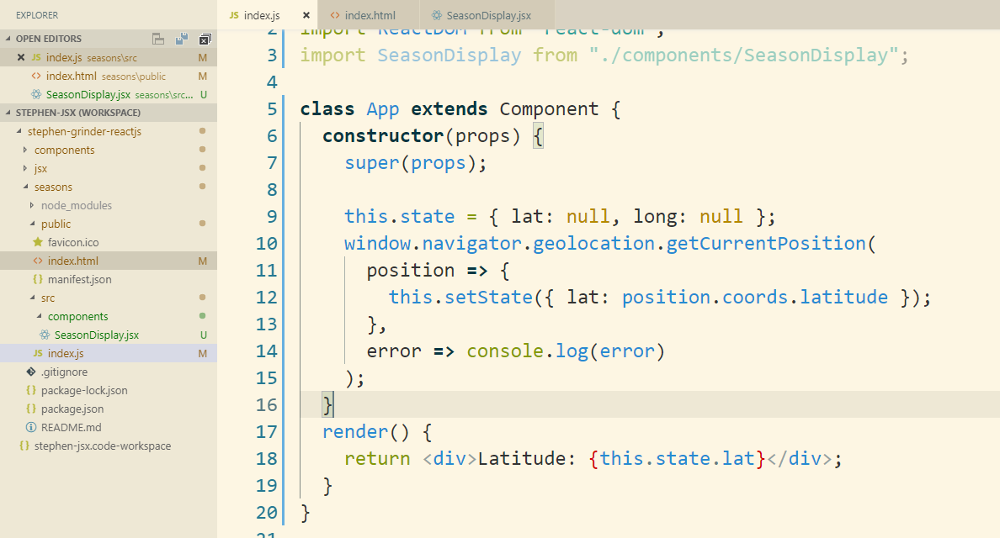 EXPLORER
OPEN EDITORS
index.js seasons\src M
index.html seasons\public M
SeasonDisplay.jsx seasons\src... U
STEPHEN-JSX (WORKSPACE)
stephen-grinder-reactjs
components
jsx
seasons
node_modules
public
favicon.ico
index.html M
manifest.json
src
components
SeasonDisplay.jsx U
JS index.js M
.gitignore
package-lock.json
package.json
README.md
stephen-jsx.code-workspace
JS index.js
index.html
SeasonDisplay.jsx
2 import ReactDOM from "react-dom";
3 import SeasonDisplay from "./components/SeasonDisplay";
4
5 class App extends Component {
6 constructor(props) {
7 super(props);
8
9 this.state = { lat: null, long: null };
10 window.navigator.geolocation.getCurrentPosition(
11 position => {
12 this.setState({ lat: position.coords.latitude });
13 },
14 error => console.log(error)
15 );
16 }
17 render() {
18 return <div>Latitude: {this.state.lat}</div>;
19 }
20 }
21